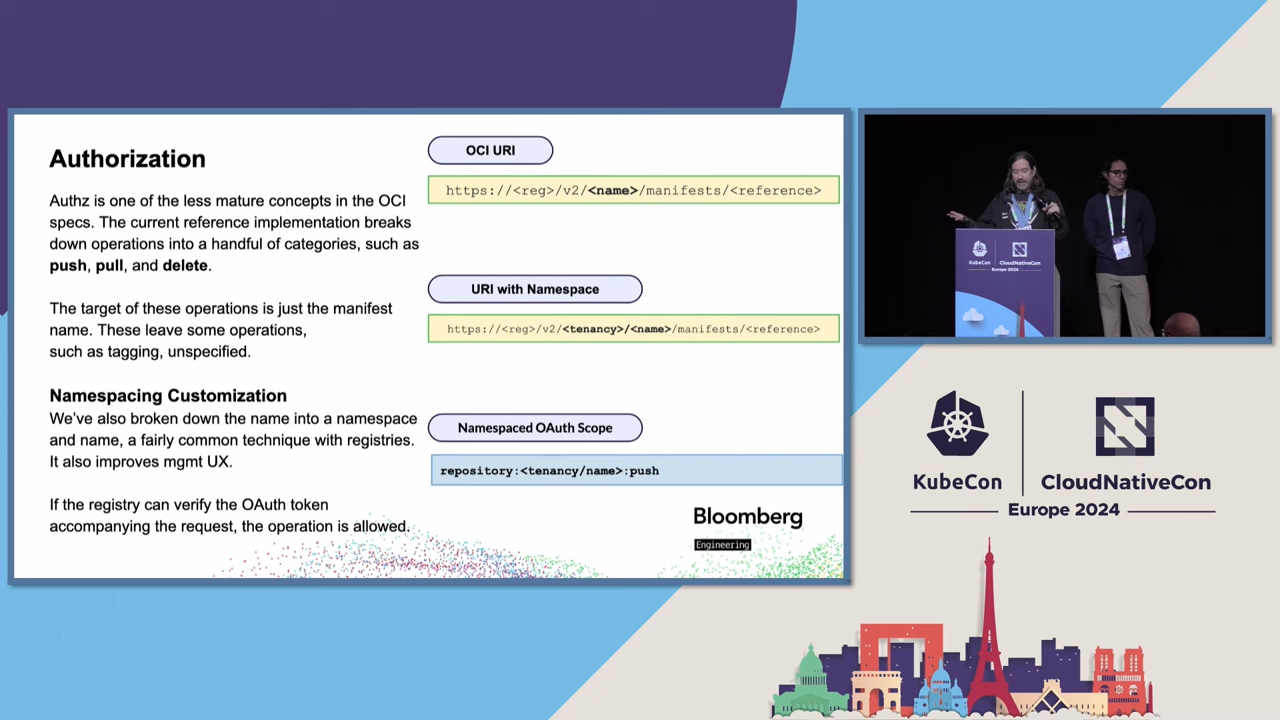 Authorization
Authz is one of the less mature concepts in the OCI
specs. The current reference implementation breaks
down operations into a handful of categories, such as
push, pull, and delete.
The target of these operations is just the manifest
name. These leave some operations,
such as tagging, unspecified.
Namespacing Customization
We've also broken down the name into a namespace
and name, a fairly common technique with registries.
It also improves mgmt UX.
If the registry can verify the OAuth token
accompanying the request, the operation is allowed.
OCI URI
https://<reg>/v2/<name>/manifests/<reference>
URI with Namespace
https://<reg>/v2/<tenancy>/<name>/manifests/<reference>
Namespaced OAuth Scope
repository:<tenancy/name>:push
Bloomberg
Engineering
KubeCon
CloudNativeCon
Europe 2024
KubeCon
CloudNativeCon
Europe 2024